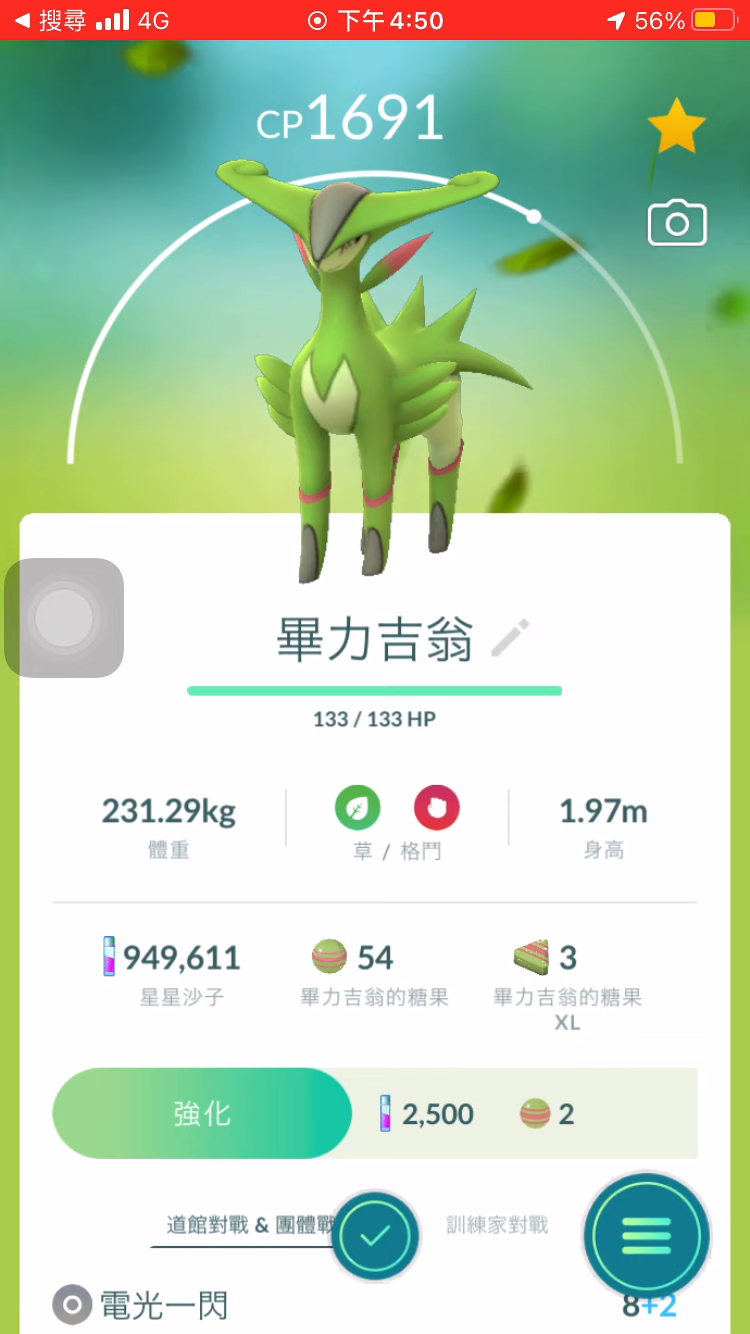 搜尋 4G 下午4:50 56%
CP1691
畢力吉翁
133 / 133 HP
231.29kg 1.97m
體重 草 / 格鬥 身高
949,611 54 3
星星沙子 畢力吉翁的糖果 畢力吉翁的糖果
XL
強化 2,500 2
道館對戰 & 團體戰 訓練家對戰
電光一閃 8+2